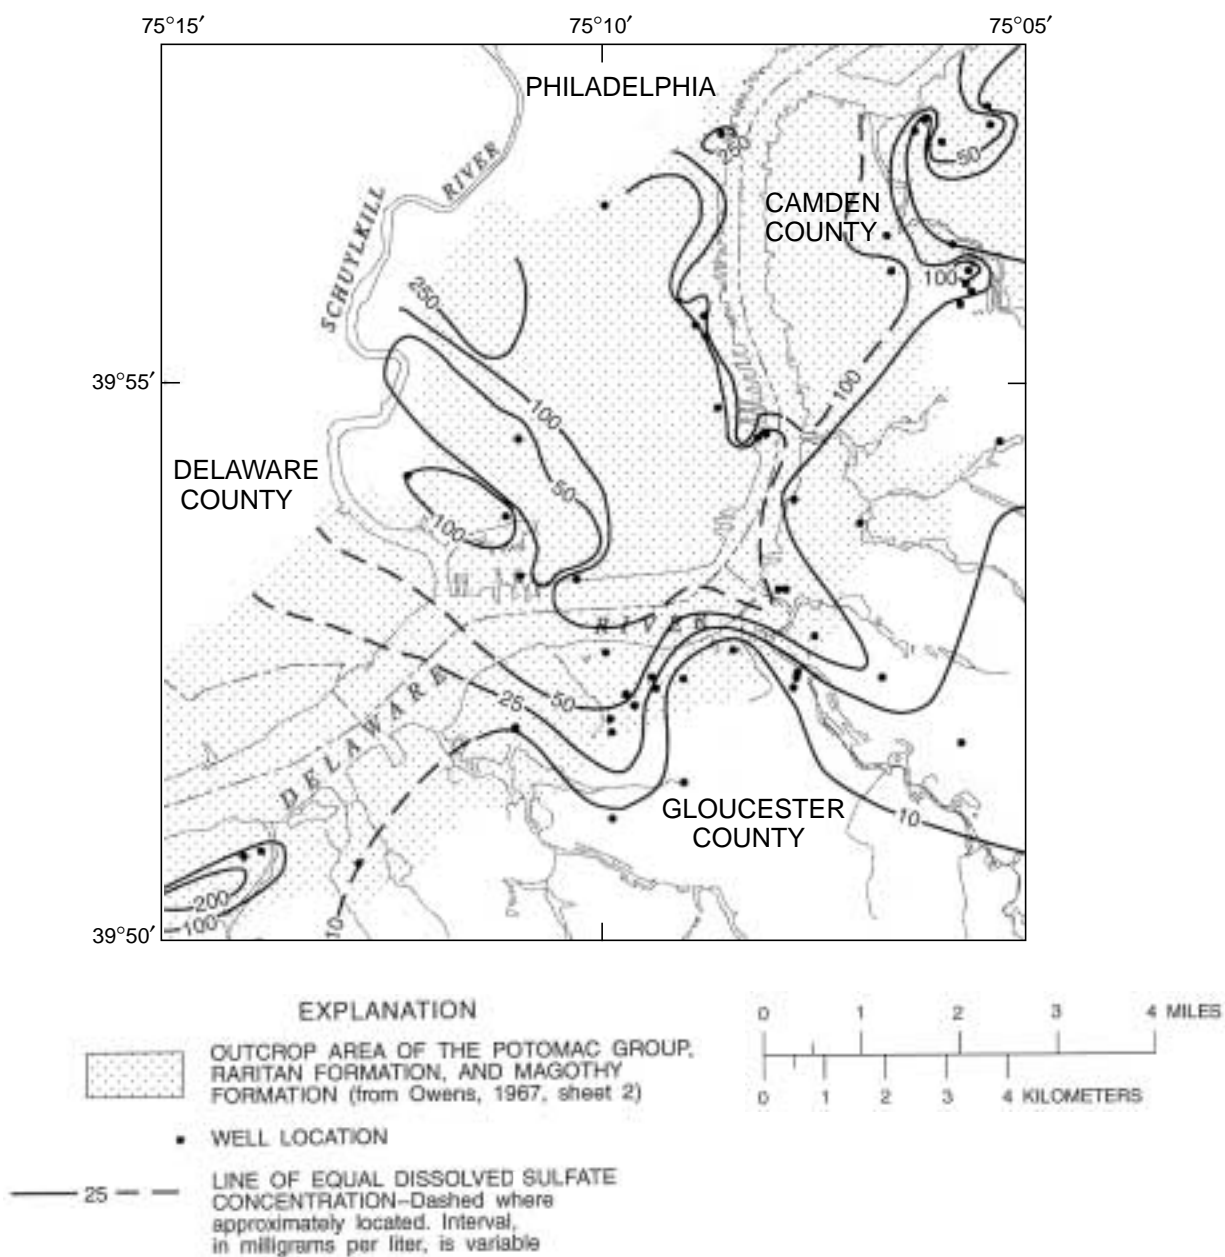 75°15′
75°10′
75°05′
PHILADELPHIA
250
50
SCHUYLKILL
RIVER
CAMDEN
COUNTY
100
250
39°55′
100
100
DELAWARE
COUNTY
50
100
RIVER
50
25
DELAWARE
GLOUCESTER
COUNTY
10
200
100
10
39°50′
EXPLANATION
OUTCROP AREA OF THE POTOMAC GROUP,
RARITAN FORMATION, AND MAGOTHY
FORMATION (from Owens, 1967, sheet 2)
WELL LOCATION
25
LINE OF EQUAL DISSOLVED SULFATE
CONCENTRATION–Dashed where
approximately located. Interval,
in milligrams per liter, is variable
0 1 2 3 4 MILES
0 1 2 3 4 KILOMETERS